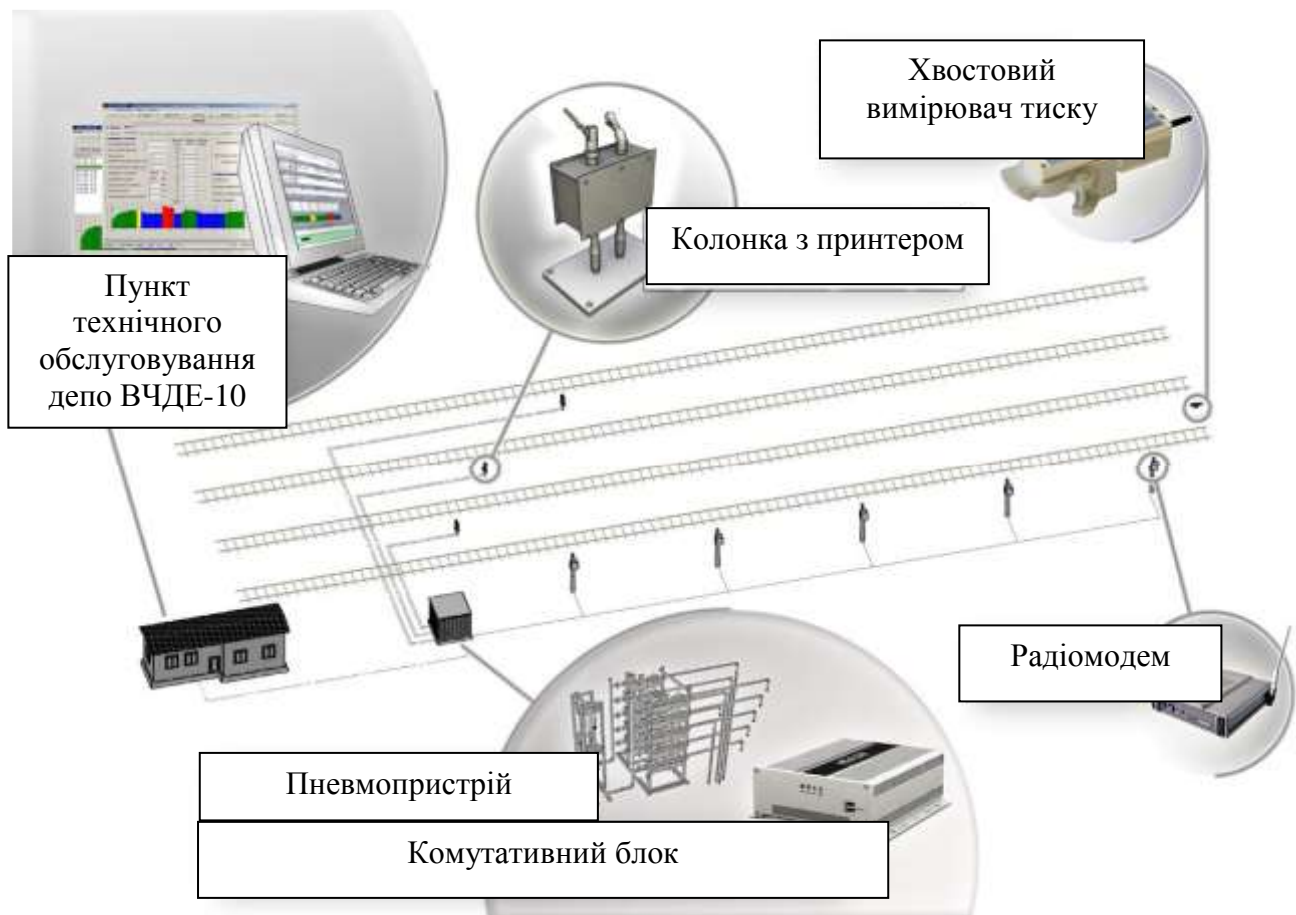 Хвостовий
вимірювач тиску
Колонка з принтером
Пункт
технічного
обслуговування
депо ВЧДЕ-10
Радіомодем
Пневмопристрій
Комутативний блок